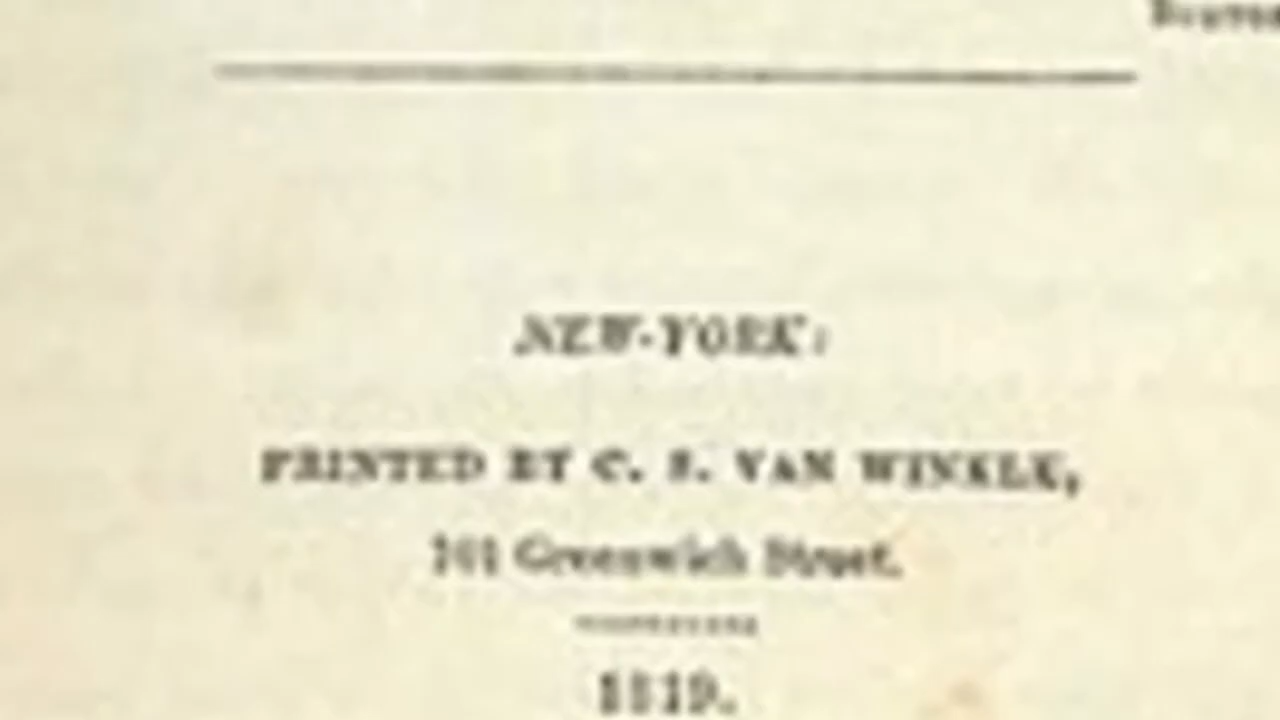 NEW-YORK:
PRINTED BY C. S. VAN WINKLE,
101 Greenwich Street.
1819.